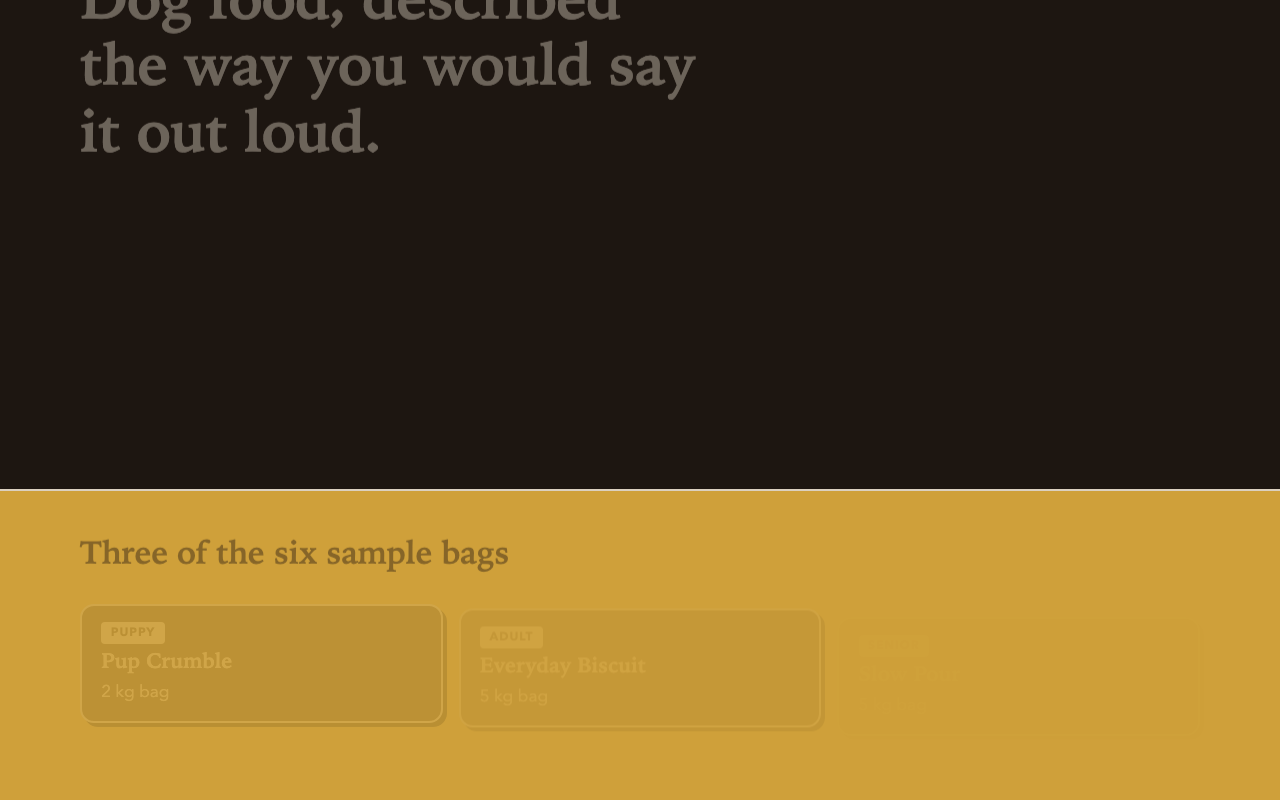 Dog food, described
the way you would say
it out loud.
Three of the six sample bags
PUPPY
Pup Crumble
2 kg bag
ADULT
Everyday Biscuit
5 kg bag